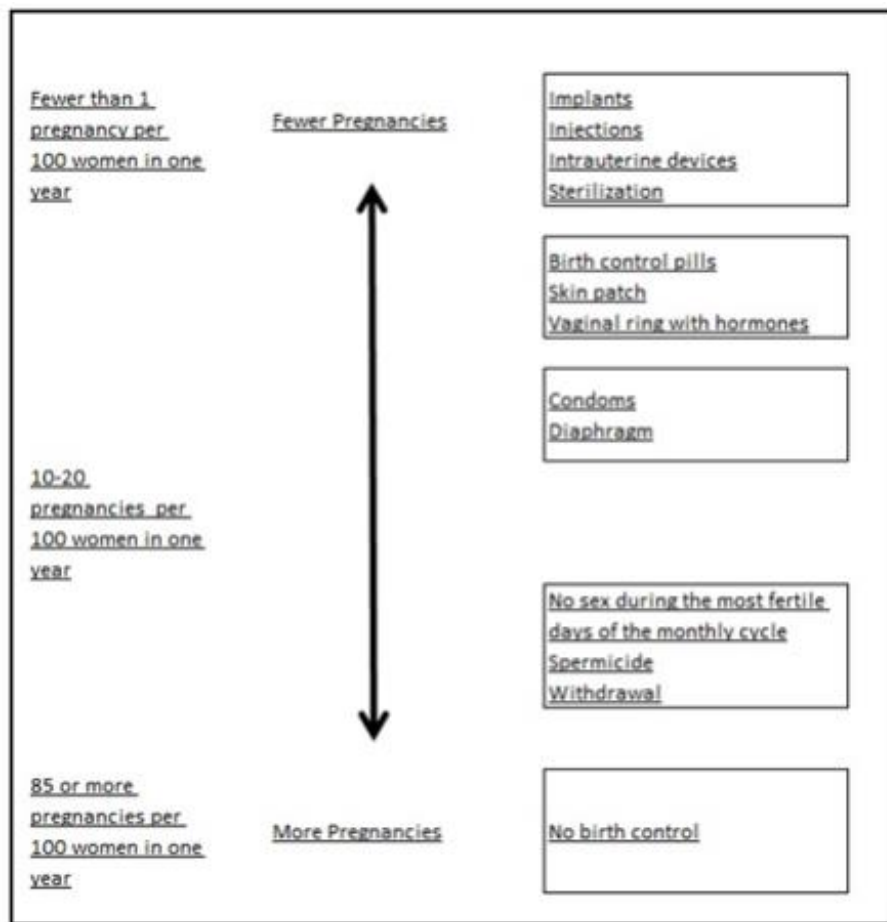 Fewer than 1
pregnancy per
100 women in one
year
Fewer Pregnancies
Implants
Injections
Intrauterine devices
Sterilization
Birth control pills
Skin patch
Vaginal ring with hormones
Condoms
Diaphragm
10-20
pregnancies per
100 women in one
year
No sex during the most fertile
days of the monthly cycle
Spermicide
Withdrawal
85 or more
pregnancies per
100 women in one
year
More Pregnancies
No birth control